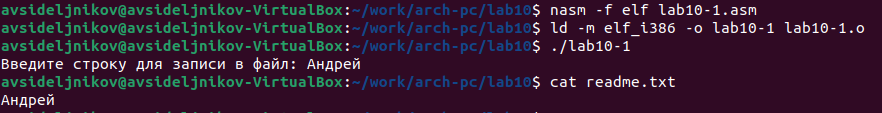 avsideljnikov@avsideljnikov-VirtualBox:~/work/arch-pc/lab10$ nasm -f elf lab10-1.asm
avsideljnikov@avsideljnikov-VirtualBox:~/work/arch-pc/lab10$ ld -m elf_i386 -o lab10-1 lab10-1.o
avsideljnikov@avsideljnikov-VirtualBox:~/work/arch-pc/lab10$ ./lab10-1
Введите строку для записи в файл: Андрей
avsideljnikov@avsideljnikov-VirtualBox:~/work/arch-pc/lab10$ cat readme.txt
Андрей